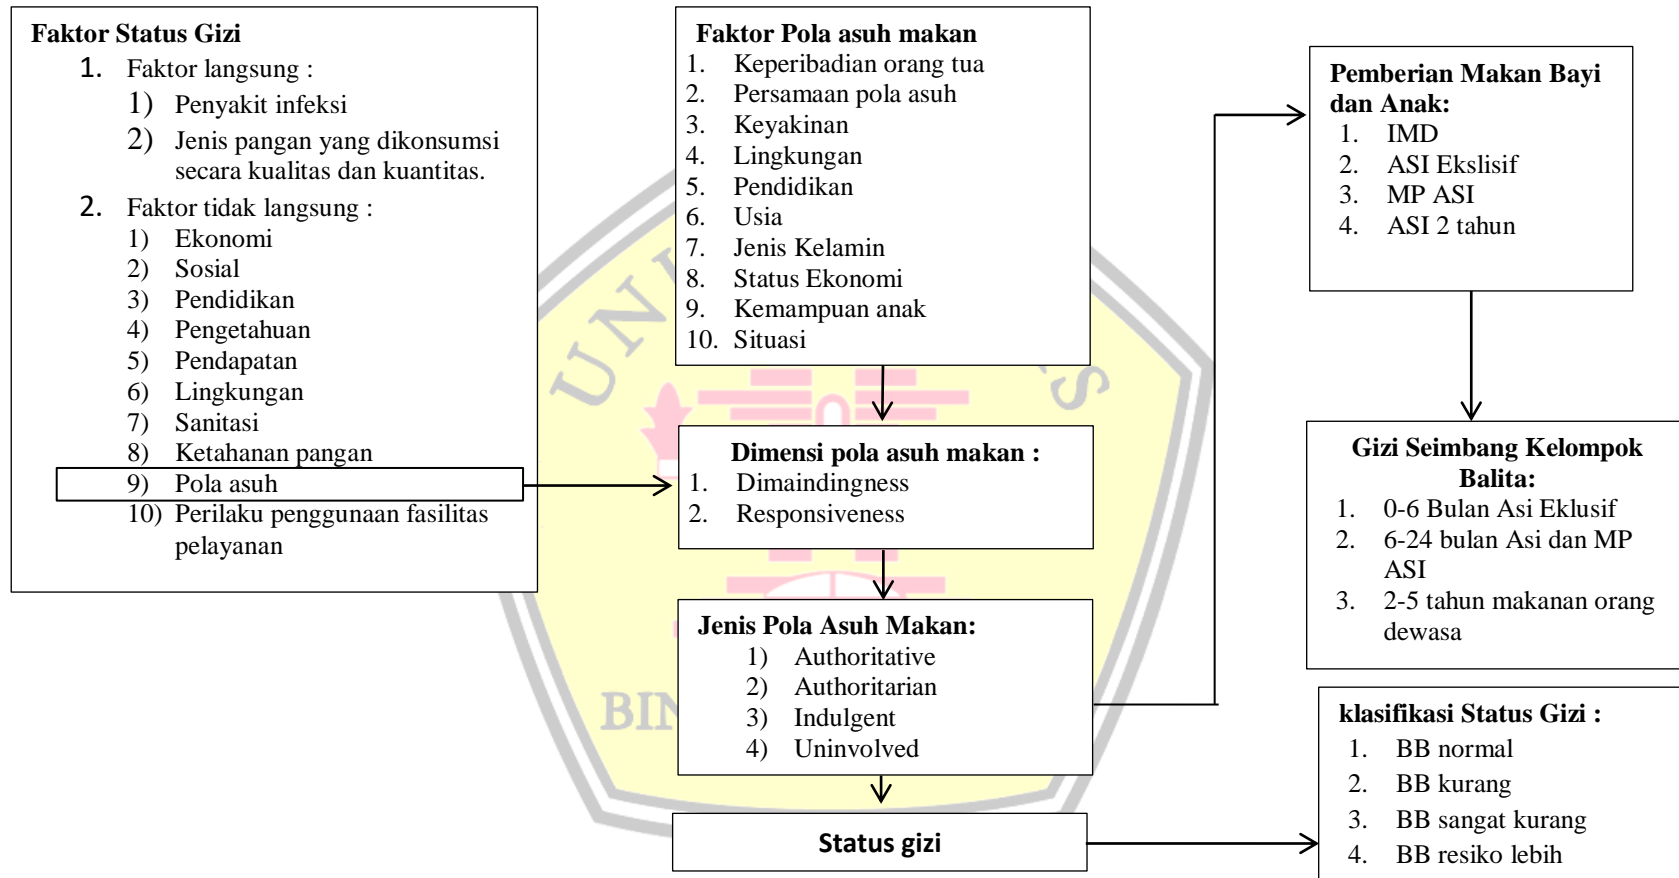 Faktor Status Gizi
1. Faktor langsung :
1) Penyakit infeksi
2) Jenis pangan yang dikonsumsi
secara kualitas dan kuantitas.
2. Faktor tidak langsung :
1) Ekonomi
2) Sosial
3) Pendidikan
4) Pengetahuan
5) Pendapatan
6) Lingkungan
7) Sanitasi
8) Ketahanan pangan
9) Pola asuh
10) Perilaku penggunaan fasilitas
pelayanan
Faktor Pola asuh makan
1. Keperibadian orang tua
2. Persamaan pola asuh
3. Keyakinan
4. Lingkungan
5. Pendidikan
6. Usia
7. Jenis Kelamin
8. Status Ekonomi
9. Kemampuan anak
10. Situasi
Dimensi pola asuh makan :
1. Dimaindingness
2. Responsiveness
Jenis Pola Asuh Makan:
1) Authoritative
2) Authoritarian
3) Indulgent
4) Uninvolved
Status gizi
Pemberian Makan Bayi
dan Anak:
1. IMD
2. ASI Ekslisif
3. MP ASI
4. ASI 2 tahun
Gizi Seimbang Kelompok
Balita:
1. 0-6 Bulan Asi Eklusif
2. 6-24 bulan Asi dan MP
ASI
3. 2-5 tahun makanan orang
dewasa
klasifikasi Status Gizi :
1. BB normal
2. BB kurang
3. BB sangat kurang
4. BB resiko lebih